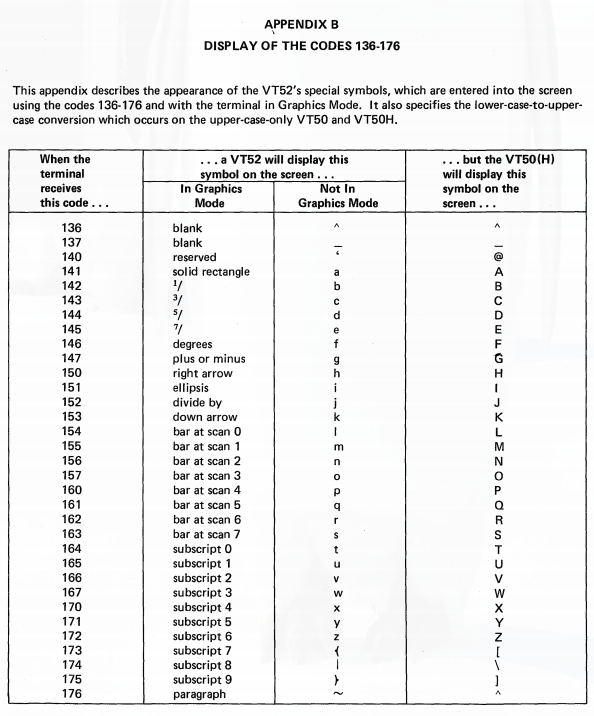 APPENDIX B
DISPLAY OF THE CODES 136-176
This appendix describes the appearance of the VT52's special symbols, which are entered into the screen
using the codes 136-176 and with the terminal in Graphics Mode. It also specifies the lower-case-to-upper-
case conversion which occurs on the upper-case-only VT50 and VT50H.
When the terminal receives this code . . . | . . . a VT52 will display this symbol on the screen . . . | . . . but the VT50(H) will display this symbol on the screen . . .
In Graphics Mode | Not In Graphics Mode
136 blank ^ ^
137 blank _ _
140 reserved ‘ @
141 solid rectangle a A
142 1/ b B
143 3/ c C
144 5/ d D
145 7/ e E
146 degrees f F
147 plus or minus g G
150 right arrow h H
151 ellipsis i I
152 divide by j J
153 down arrow k K
154 bar at scan 0 l L
155 bar at scan 1 m M
156 bar at scan 2 n N
157 bar at scan 3 o O
160 bar at scan 4 p P
161 bar at scan 5 q Q
162 bar at scan 6 r R
163 bar at scan 7 s S
164 subscript 0 t T
165 subscript 1 u U
166 subscript 2 v V
167 subscript 3 w W
170 subscript 4 x X
171 subscript 5 y Y
172 subscript 6 z Z
173 subscript 7 { [
174 subscript 8 | \
175 subscript 9 } ]
176 paragraph ~ ^